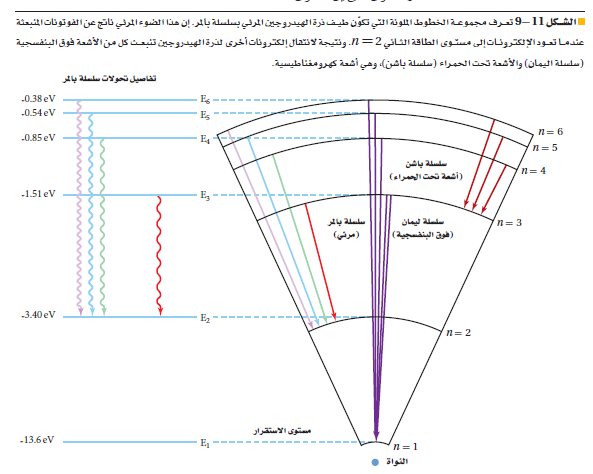 الشكل 11–9 تعرف مجموعة الخطوط الملونة التي تكوّن طيف ذرة الهيدروجين المرئي بسلسلة بالمر. إن هذا الضوء المرئي ناتج عن الفوتونات المنبعثة
عندما تعود الإلكترونات إلى مستوى الطاقة الثاني n = 2. ونتيجة لانتقال إلكترونات أخرى لذرة الهيدروجين تنبعث كل من الأشعة فوق البنفسجية
(سلسلة اليمان) والأشعة تحت الحمراء (سلسلة باشن)، وهي أشعة كهرومغناطيسية.
تفاصيل تحولات سلسلة بالمر
-0.38 eV E6
-0.54 eV E5
-0.85 eV E4
-1.51 eV E3
-3.40 eV E2
-13.6 eV E1
n = 6
n = 5
n = 4
n = 3
n = 2
n = 1
سلسلة باشن
(أشعة تحت الحمراء)
سلسلة ليمان
(فوق البنفسجية)
سلسلة بالمر
(مرئي)
مستوى الاستقرار
النواة